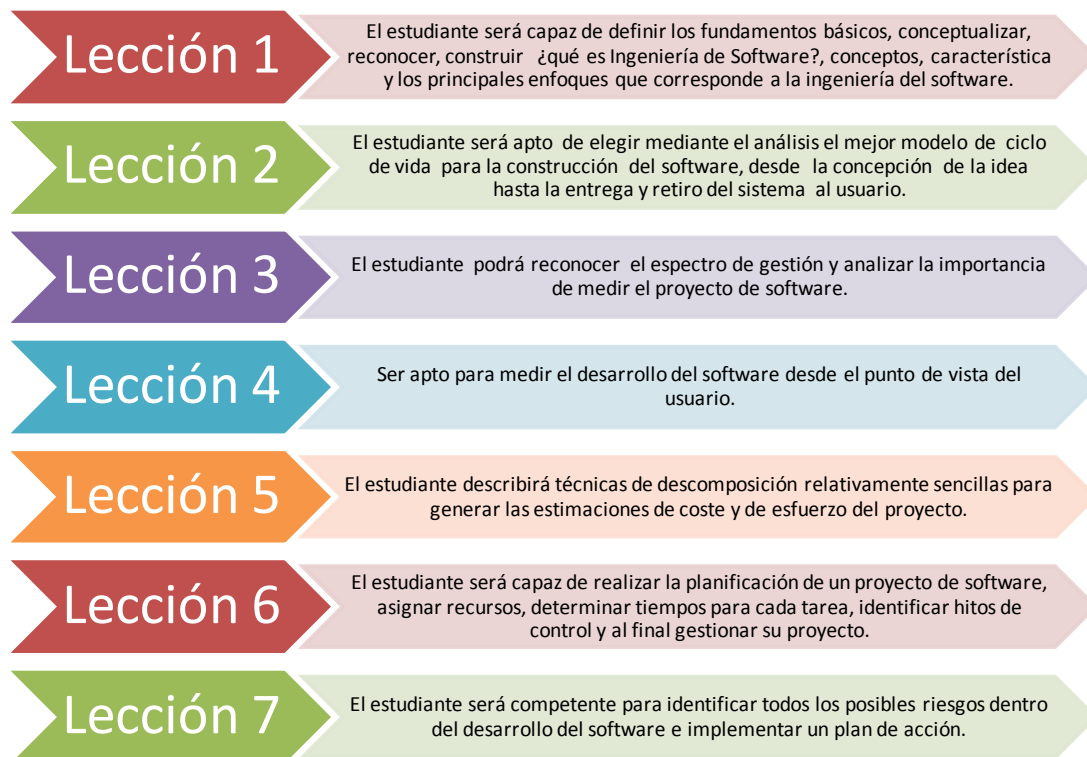 Lección 1
El estudiante será capaz de definir los fundamentos básicos, conceptualizar,
reconocer, construir ¿qué es Ingeniería de Software?, conceptos, característica
y los principales enfoques que corresponde a la ingeniería del software.
Lección 2
El estudiante será apto de elegir mediante el análisis el mejor modelo de ciclo
de vida para la construcción del software, desde la concepción de la idea
hasta la entrega y retiro del sistema al usuario.
Lección 3
El estudiante podrá reconocer el espectro de gestión y analizar la importancia
de medir el proyecto de software.
Lección 4
Ser apto para medir el desarrollo del software desde el punto de vista del
usuario.
Lección 5
El estudiante describirá técnicas de descomposición relativamente sencillas para
generar las estimaciones de coste y de esfuerzo del proyecto.
Lección 6
El estudiante será capaz de realizar la planificación de un proyecto de software,
asignar recursos, determinar tiempos para cada tarea, identificar hitos de
control y al final gestionar su proyecto.
Lección 7
El estudiante será competente para identificar todos los posibles riesgos dentro
del desarrollo del software e implementar un plan de acción.